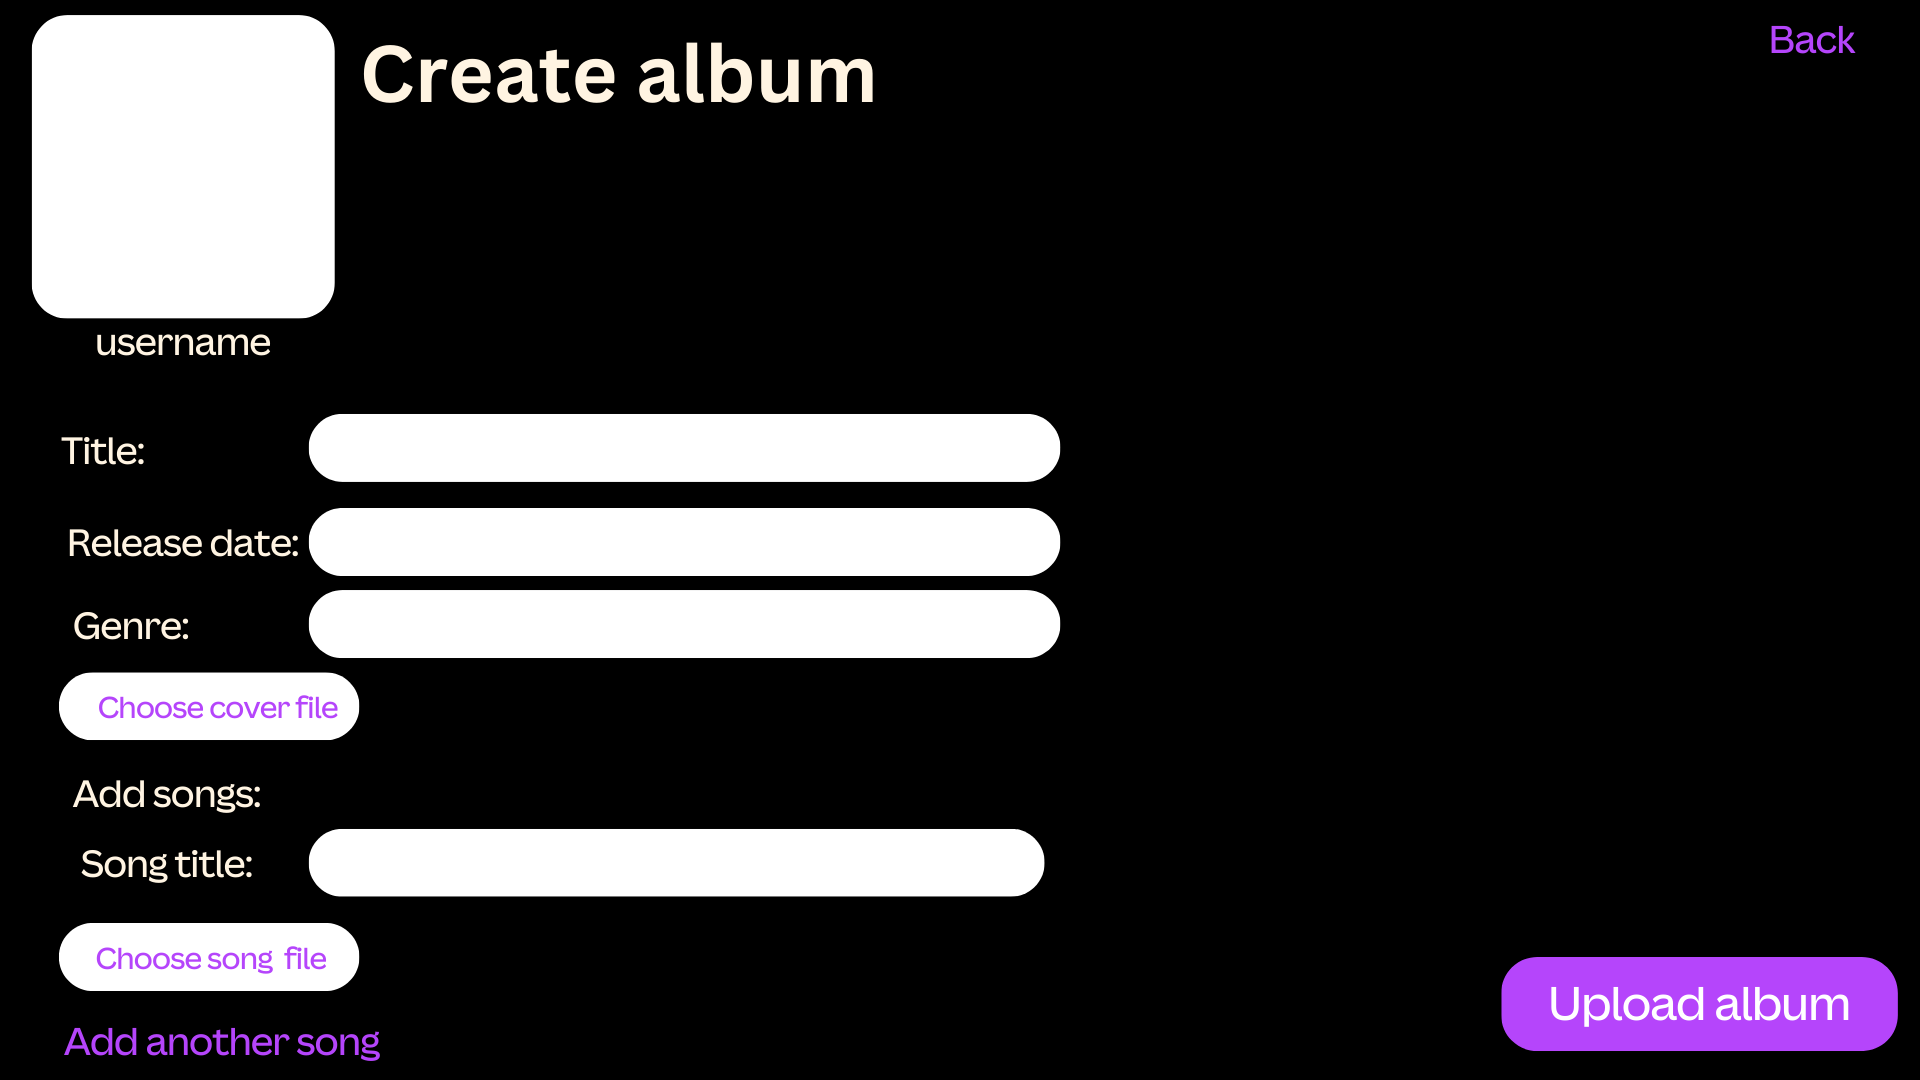 Create album
Back
username
Title:
Release date:
Genre:
Choose cover file
Add songs:
Song title:
Choose song file
Add another song
Upload album